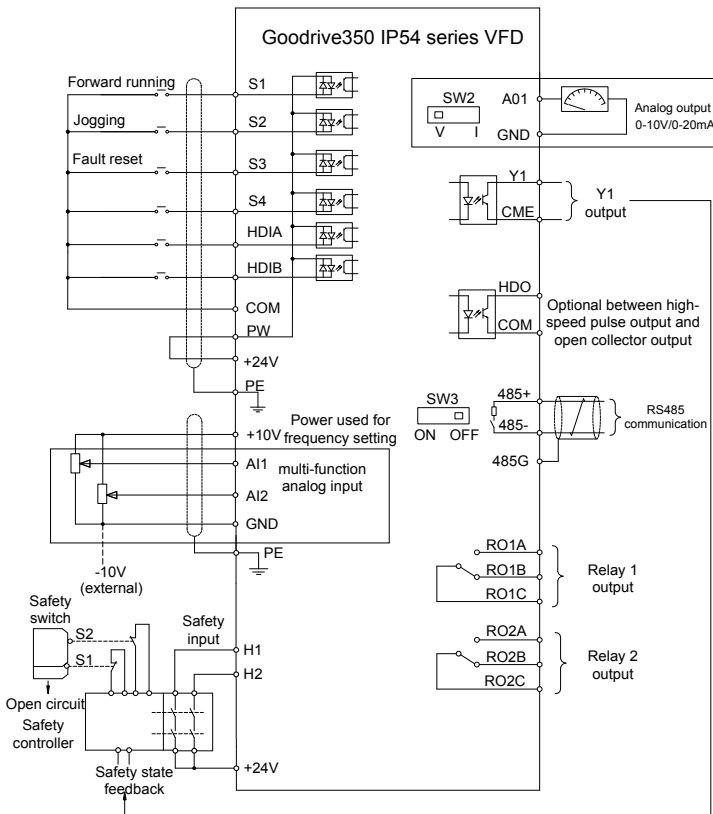 Goodrive350 IP54 series VFD
Forward running
S1
Jogging
S2
Fault reset
S3
S4
HDIA
HDIB
COM
PW
+24V
PE
SW2
V I
A01
GND
Analog output
0-10V/0-20mA
Y1
CME
Y1
output
HDO
COM
Optional between high-
speed pulse output and
open collector output
SW3
ON OFF
485+
485-
485G
RS485
communication
Power used for
frequency setting
+10V
AI1
multi-function
analog input
AI2
GND
PE
-10V
(external)
RO1A
RO1B
RO1C
Relay 1
output
RO2A
RO2B
RO2C
Relay 2
output
Safety
switch
S2
S1
Open circuit
Safety
controller
Safety
input
H1
H2
+24V
Safety state
feedback